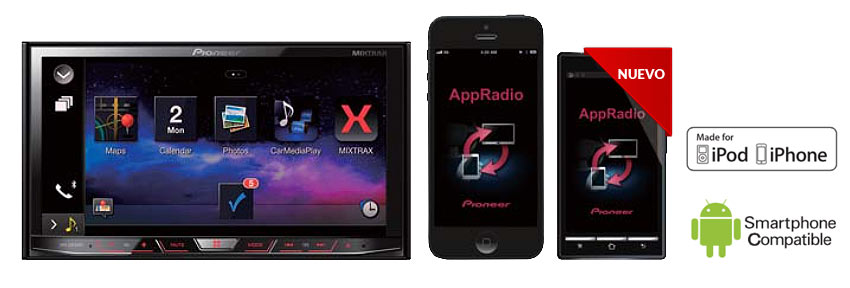 Pioneer
MIXTRAX
2
Mon
Maps
Calendar
Photos
CarMediaPlay
MIXTRAX
5
1
MUTE
MODE
AppRadio
Pioneer
NUEVO
AppRadio
Pioneer
Made for
iPod iPhone
Smartphone
Compatible